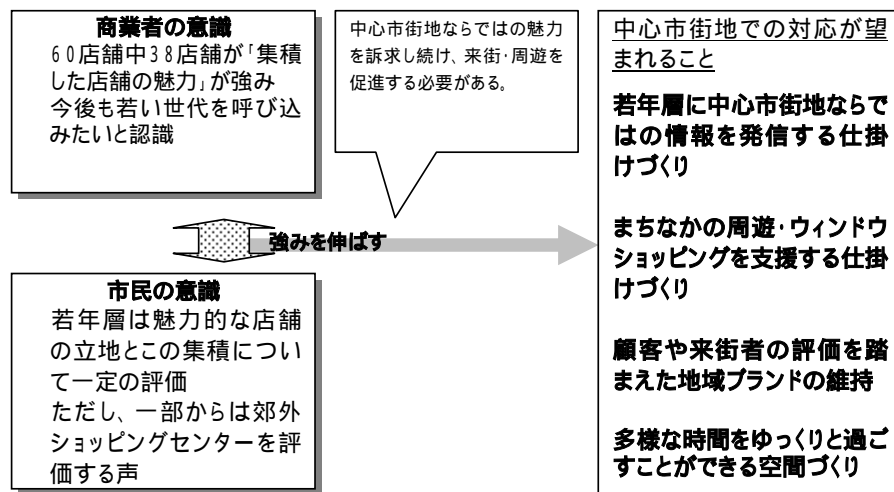 商業者の意識
60店舗中38店舗が「集積
した店舗の魅力」が強み
今後も若い世代を呼び込
みたいと認識
中心市街地ならではの魅力
を訴求し続け、来街・周遊を
促進する必要がある。
強みを伸ばす
市民の意識
若年層は魅力的な店舗
の立地とこの集積につい
て一定の評価
ただし、一部からは郊外
ショッピングセンターを評
価する声
中心市街地での対応が望
まれること
若年層に中心市街地ならで
はの情報を発信する仕掛
けづくり
まちなかの周遊・ウィンドウ
ショッピングを支援する仕掛
けづくり
顧客や来街者の評価を踏
まえた地域ブランドの維持
多様な時間をゆっくりと過ご
すことができる空間づくり